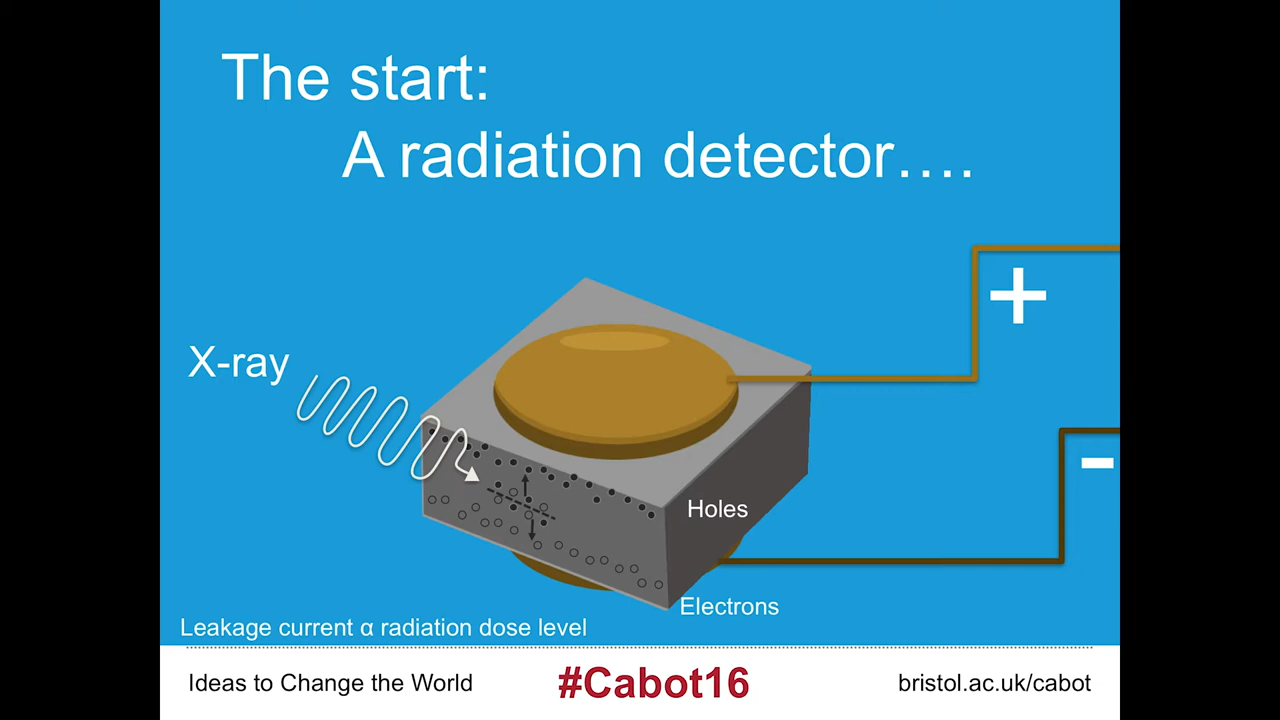 The start:
A radiation detector….
+
X-ray
-
Holes
Electrons
Leakage current α radiation dose level
Ideas to Change the World
#Cabot16
bristol.ac.uk/cabot